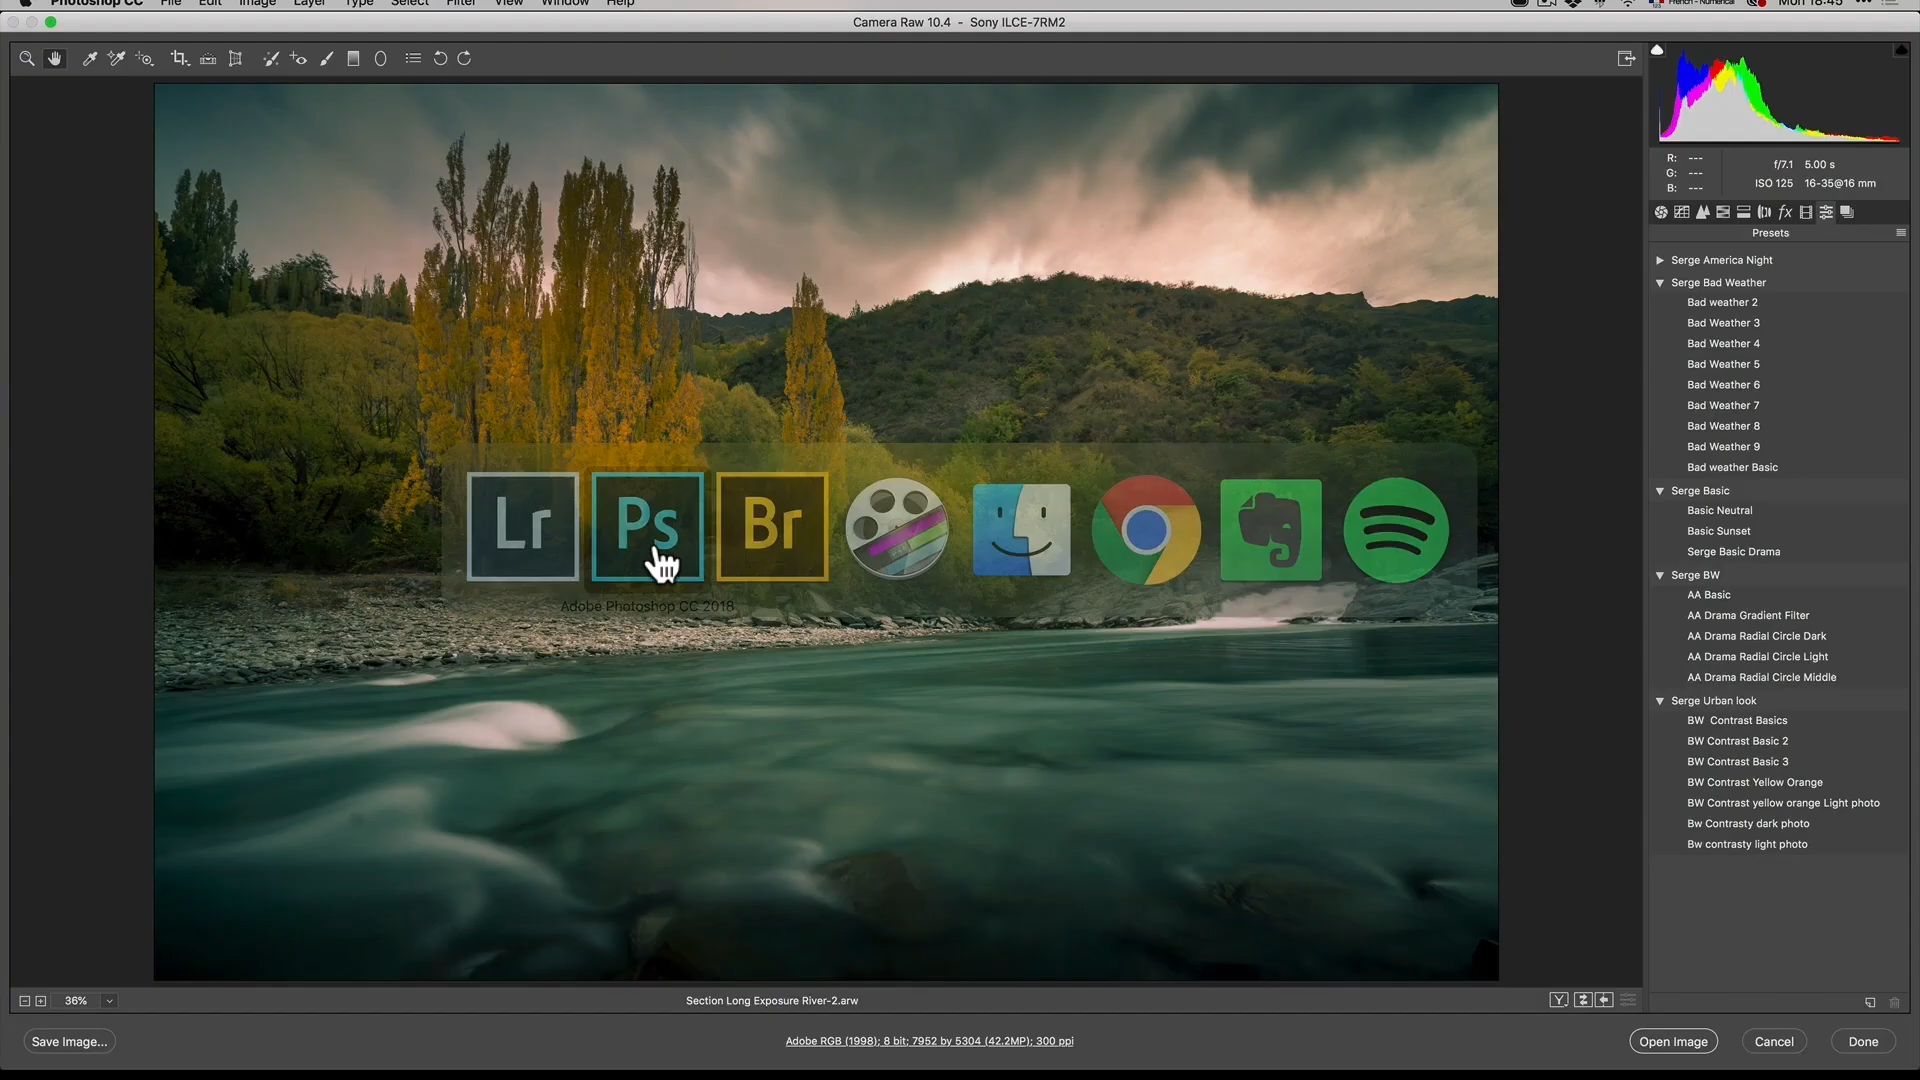 Photoshop CC File Edit Image Layer Type Select Filter View Window Help
French - Numerical Mon 18:45
Camera Raw 10.4 - Sony ILCE-7RM2
R: ---
G: ---
B: ---
f/7.1 5.00 s
ISO 125 16-35@16 mm
fx
Presets
Serge America Night
Serge Bad Weather
Bad weather 2
Bad Weather 3
Bad Weather 4
Bad Weather 5
Bad Weather 6
Bad Weather 7
Bad Weather 8
Bad Weather 9
Bad weather Basic
Serge Basic
Basic Neutral
Basic Sunset
Serge Basic Drama
Serge BW
AA Basic
AA Drama Gradient Filter
AA Drama Radial Circle Dark
AA Drama Radial Circle Light
AA Drama Radial Circle Middle
Serge Urban look
BW Contrast Basics
BW Contrast Basic 2
BW Contrast Basic 3
BW Contrast Yellow Orange
BW Contrast yellow orange Light photo
Bw Contrasty dark photo
Bw contrasty light photo
Lr Ps Br
Adobe Photoshop CC 2018
36%
Section Long Exposure River-2.arw
Y
Save Image...
Adobe RGB (1998); 8 bit; 7952 by 5304 (42.2MP); 300 ppi
Open Image Cancel Done